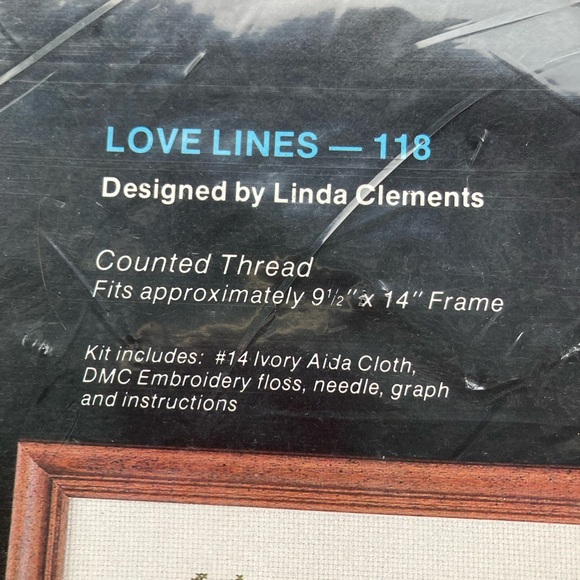 LOVE LINES — 118
Designed by Linda Clements
Counted Thread
Fits approximately 9½" x 14" Frame
Kit includes: #14 Ivory Aida Cloth,
DMC Embroidery floss, needle, graph
and instructions